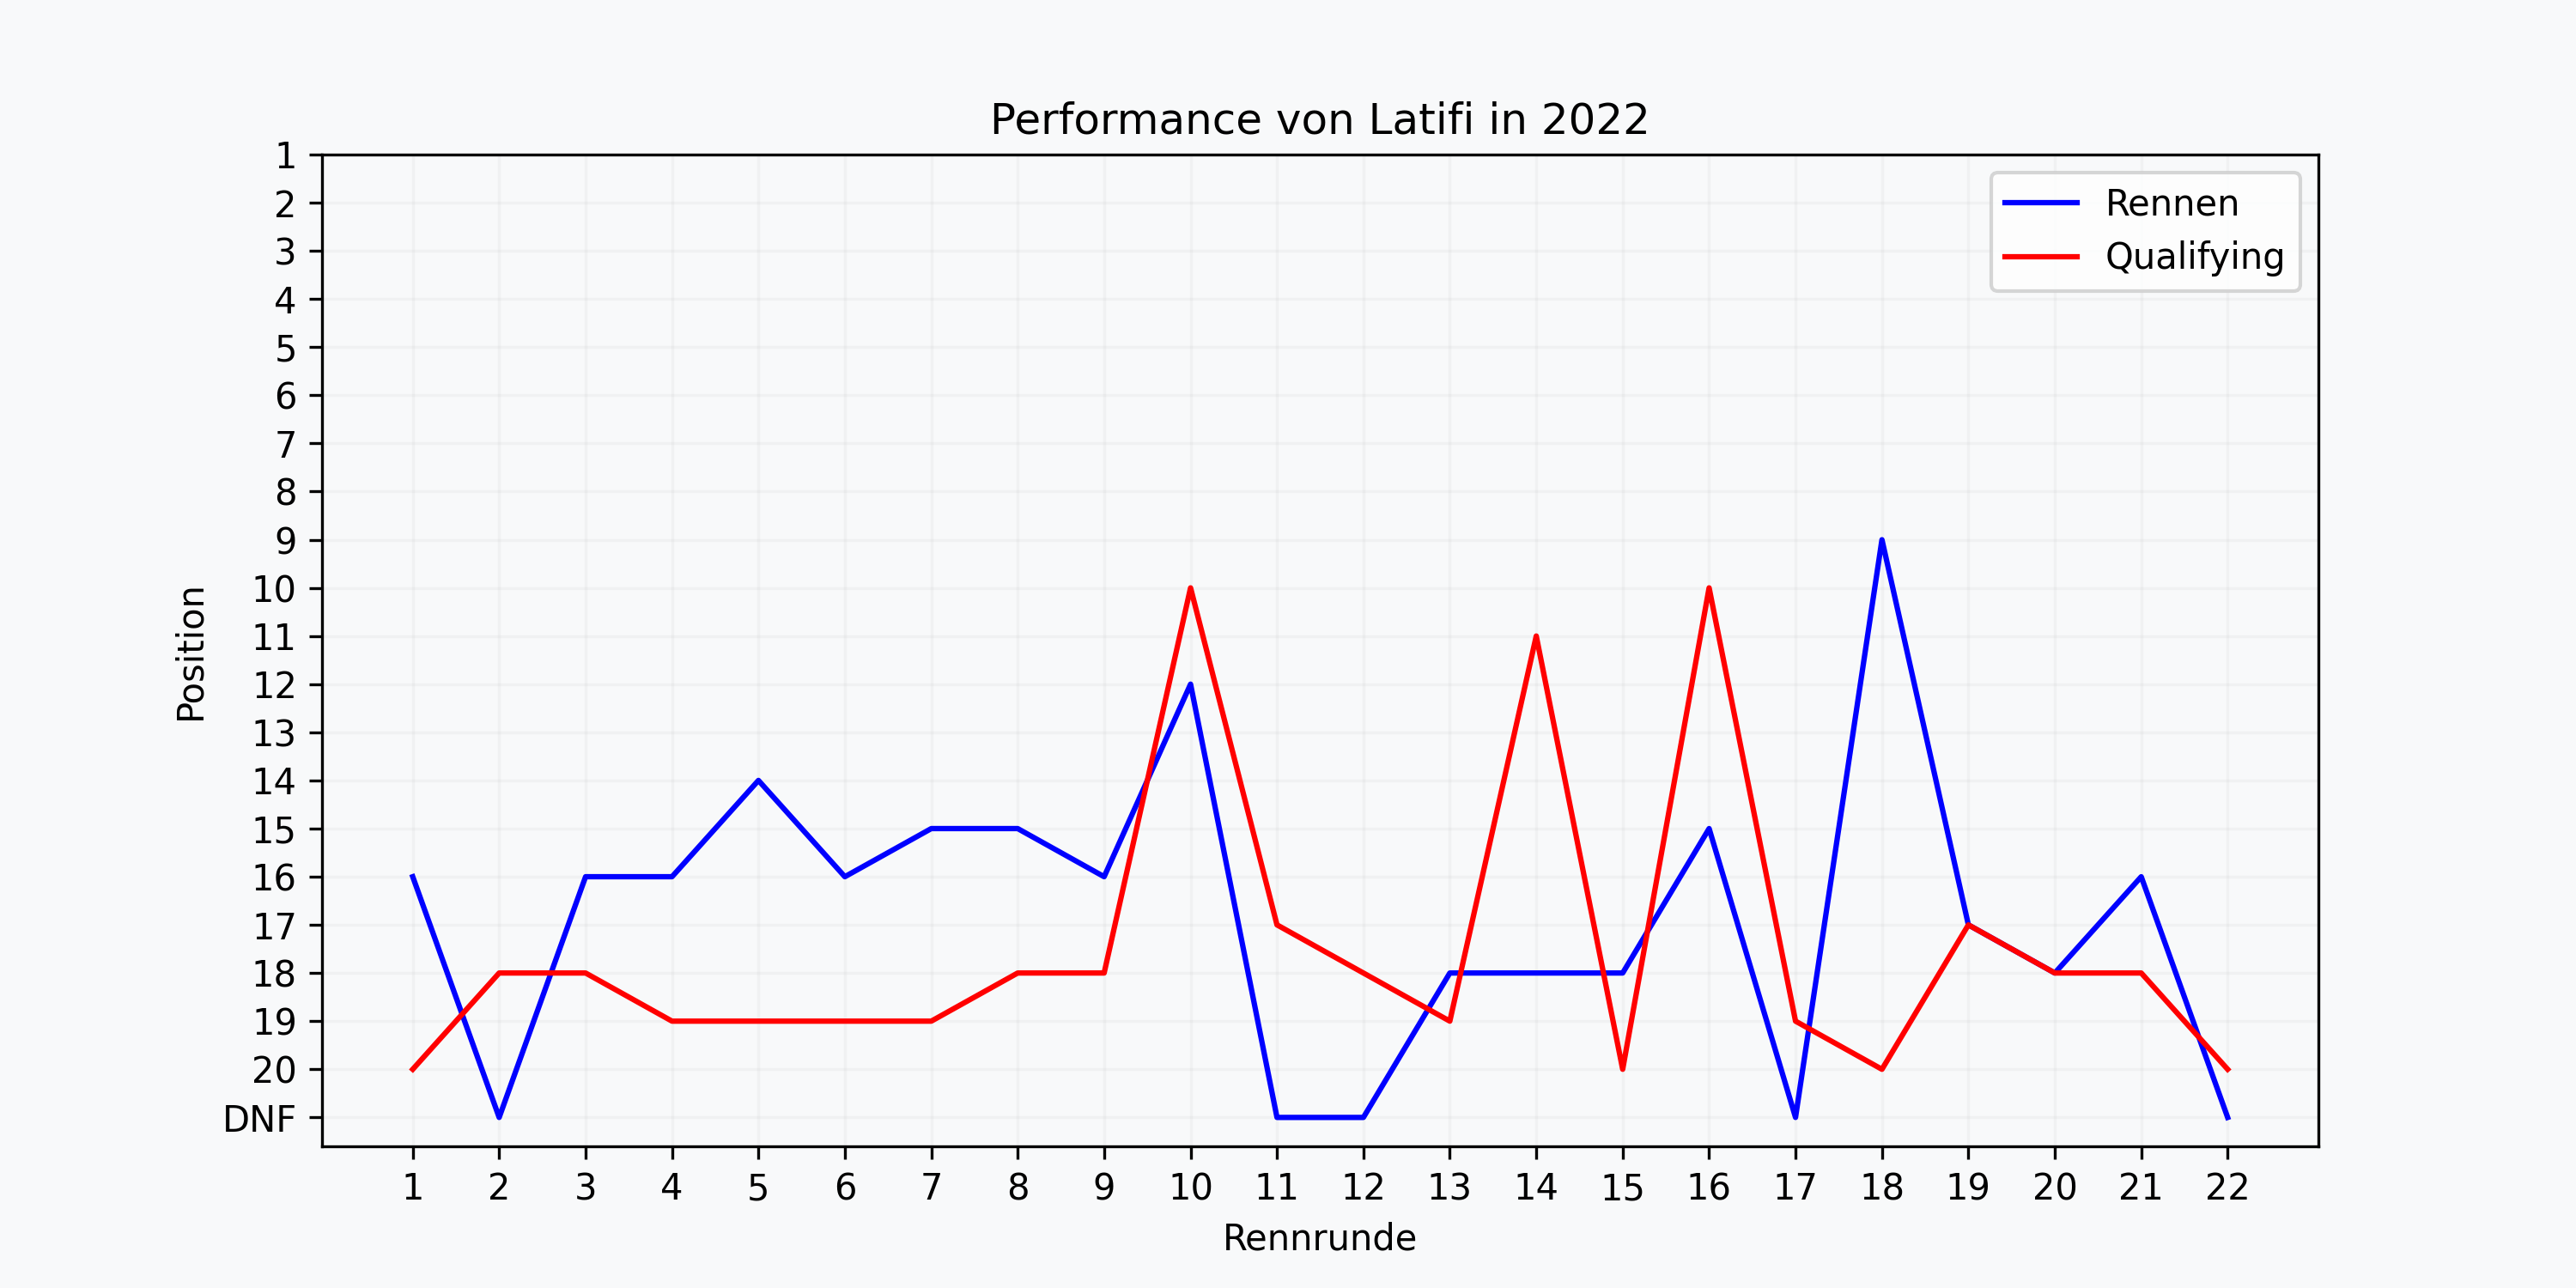 Performance von Latifi in 2022
1
2
3
4
5
6
7
8
9
10
11
12
13
14
15
16
17
18
19
20
DNF
Position
Rennen
Qualifying
1 2 3 4 5 6 7 8 9 10 11 12 13 14 15 16 17 18 19 20 21 22
Rennrunde